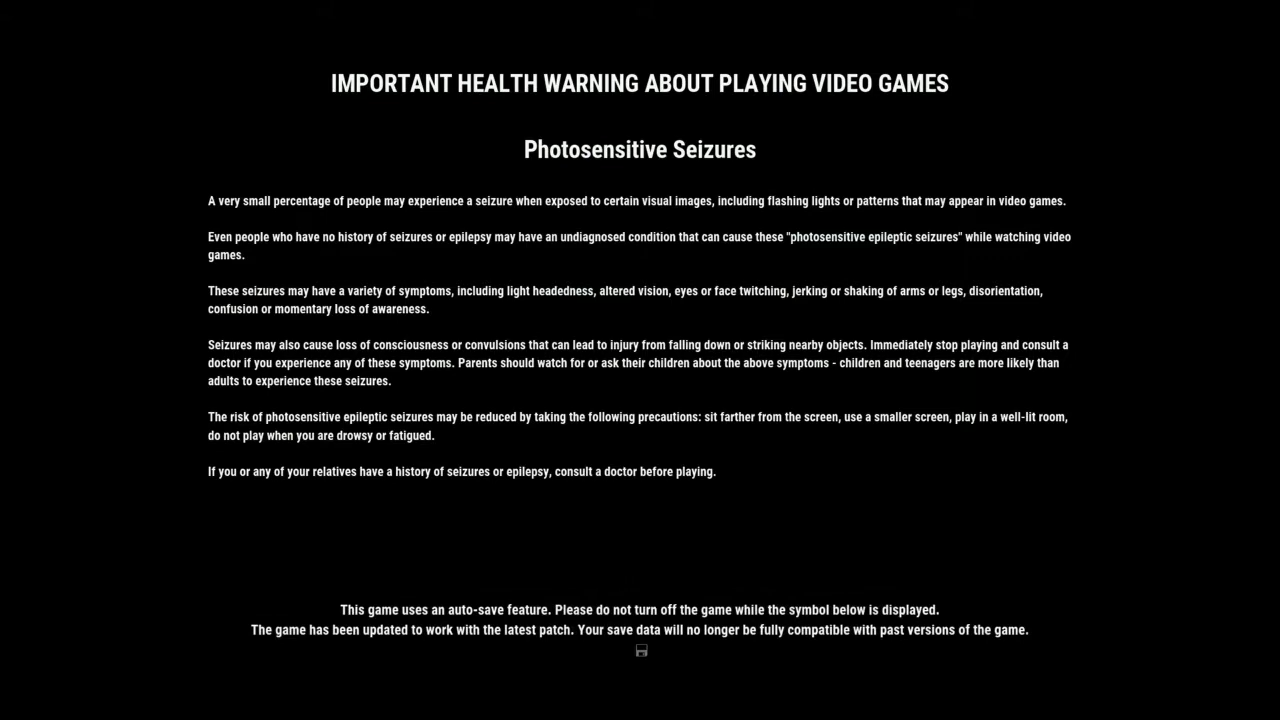 IMPORTANT HEALTH WARNING ABOUT PLAYING VIDEO GAMES
Photosensitive Seizures
A very small percentage of people may experience a seizure when exposed to certain visual images, including flashing lights or patterns that may appear in video games.
Even people who have no history of seizures or epilepsy may have an undiagnosed condition that can cause these "photosensitive epileptic seizures" while watching video
games.
These seizures may have a variety of symptoms, including light headedness, altered vision, eyes or face twitching, jerking or shaking of arms or legs, disorientation,
confusion or momentary loss of awareness.
Seizures may also cause loss of consciousness or convulsions that can lead to injury from falling down or striking nearby objects. Immediately stop playing and consult a
doctor if you experience any of these symptoms. Parents should watch for or ask their children about the above symptoms - children and teenagers are more likely than
adults to experience these seizures.
The risk of photosensitive epileptic seizures may be reduced by taking the following precautions: sit farther from the screen, use a smaller screen, play in a well-lit room,
do not play when you are drowsy or fatigued.
If you or any of your relatives have a history of seizures or epilepsy, consult a doctor before playing.
This game uses an auto-save feature. Please do not turn off the game while the symbol below is displayed.
The game has been updated to work with the latest patch. Your save data will no longer be fully compatible with past versions of the game.